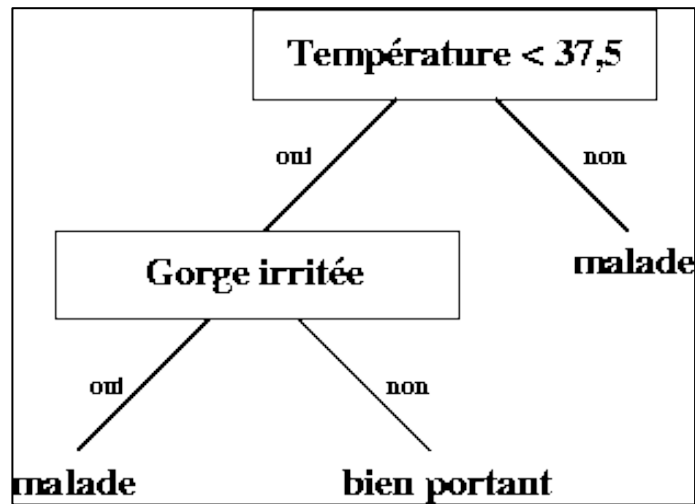 Température < 37,5
oui
non
Gorge irritée
malade
oui
non
malade
bien portant